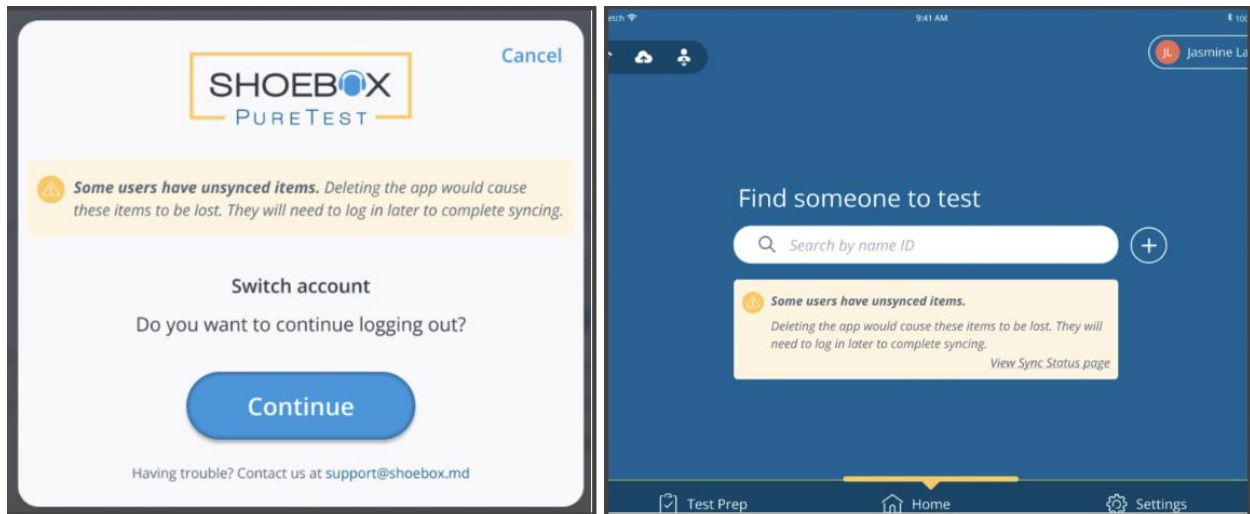 Cancel
SHOEBOX
PURETEST
Some users have unsynced items. Deleting the app would cause
these items to be lost. They will need to log in later to complete syncing.
Switch account
Do you want to continue logging out?
Continue
Having trouble? Contact us at support@shoebox.md
etch
9:41 AM
100
JL Jasmine La
Find someone to test
Search by name ID
Some users have unsynced items.
Deleting the app would cause these items to be lost. They will
need to log in later to complete syncing.
View Sync Status page
Test Prep Home Settings